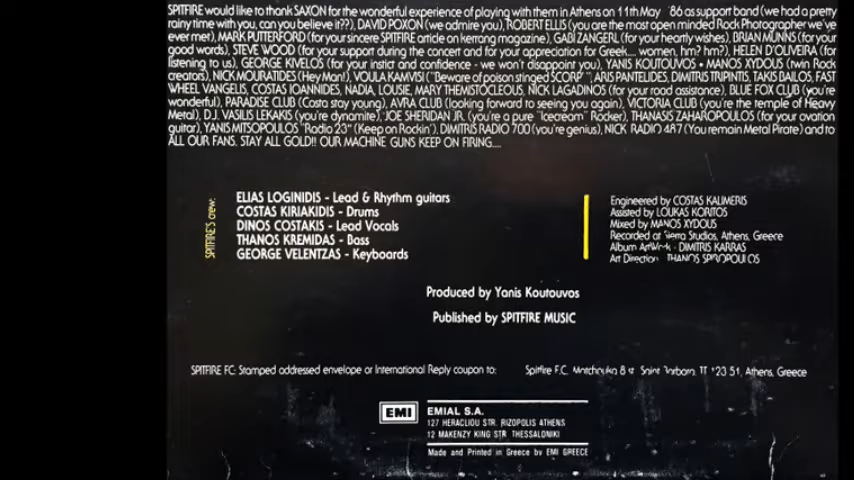 SPITFIRE would like to thank SAXON for the wonderful experience of playing with them in Athens on 11th May '86 as support band (we had a pretty
rainy time with you, can you believe it??), DAVID POXON (we admire you), ROBERT ELLIS (you are the most open minded Rock Photographer we've
ever met), MARK PUTTERFORD (for your sincere SPITFIRE article on kerrang magazine), GABI ZANGERL (for your heartly wishes), BRIAN MUNNS (for your
good words), STEVE WOOD (for your support during the concert and for your appreciation for Greek.... women, hm? hm?), HELEN D'OLIVEIRA (for
listening to us), GEORGE KIVELOS (for your instict and confidence - we won't disappoint you), YANIS KOUTOUVOS • MANOS XYDOUS (twin Rock
creators), NICK MOURATIDES (Hey Man!), VOULA KAMVISI ("Beware of poison stinged SCORP"), ARIS PANTELIDES, DIMITRIS TRIPINTIS, TAKIS BAILOS, FAST
WHEEL VANGELIS, COSTAS IOANNIDES, NADIA, LOUSIE, MARY THEMISTOCLEOUS, NICK LAGADINOS (for your road assistance), BLUE FOX CLUB (you're
wonderful), PARADISE CLUB (Costa stay young), AVRA CLUB (looking forward to seeing you again), VICTORIA CLUB (you're the temple of Heavy
Metal), D.J. VASILIS LEKAKIS (you're dynamite), JOE SHERIDAN JR. (you're a pure "Icecream" Rocker), THANASIS ZAHAROPOULOS (for your ovation
guitar), YANIS MITSOPOULOS "Radio 23" (Keep on Rockin'), DIMITRIS RADIO 700 (you're genius), NICK RADIO 487 (You remain Metal Pirate) and to
ALL OUR FANS. STAY ALL GOLD!! OUR MACHINE GUNS KEEP ON FIRING....
SPITFIRE'S crew:
ELIAS LOGINIDIS - Lead & Rhythm guitars
COSTAS KIRIAKIDIS - Drums
DINOS COSTAKIS - Lead Vocals
THANOS KREMIDAS - Bass
GEORGE VELENTZAS - Keyboards
Engineered by COSTAS KALIMERIS
Assisted by LOUKAS KORITOS
Mixed by MANOS XYDOUS
Recorded at Sierra Studios, Athens, Greece
Album ArtWork - DIMITRIS KARRAS
Art Direction THANOS SPIROPOULOS
Produced by Yanis Koutouvos
Published by SPITFIRE MUSIC
SPITFIRE FC: Stamped addressed envelope or International Reply coupon to:
Spitfire F.C. 8 st. Saint Barbara, 123 51, Athens, Greece
EMI
EMIAL S.A.
127 HERACLIOU STR. RIZOPOLIS ATHENS
12 MAKENZY KING STR THESSALONIKI
Made and Printed in Greece by EMI GREECE